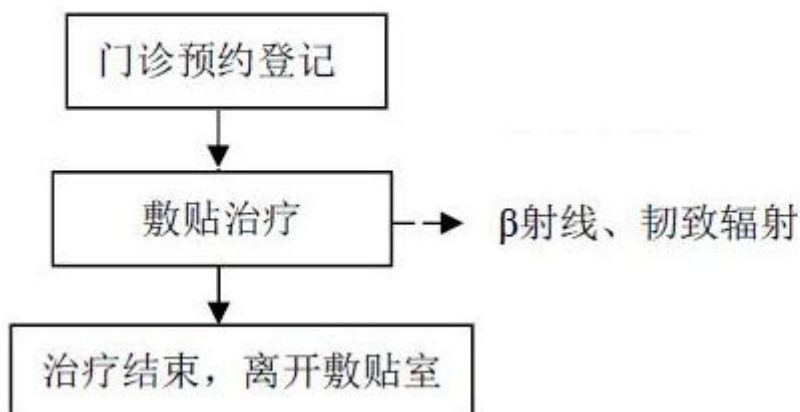 门诊预约登记
敷贴治疗
β射线、韧致辐射
治疗结束，离开敷贴室